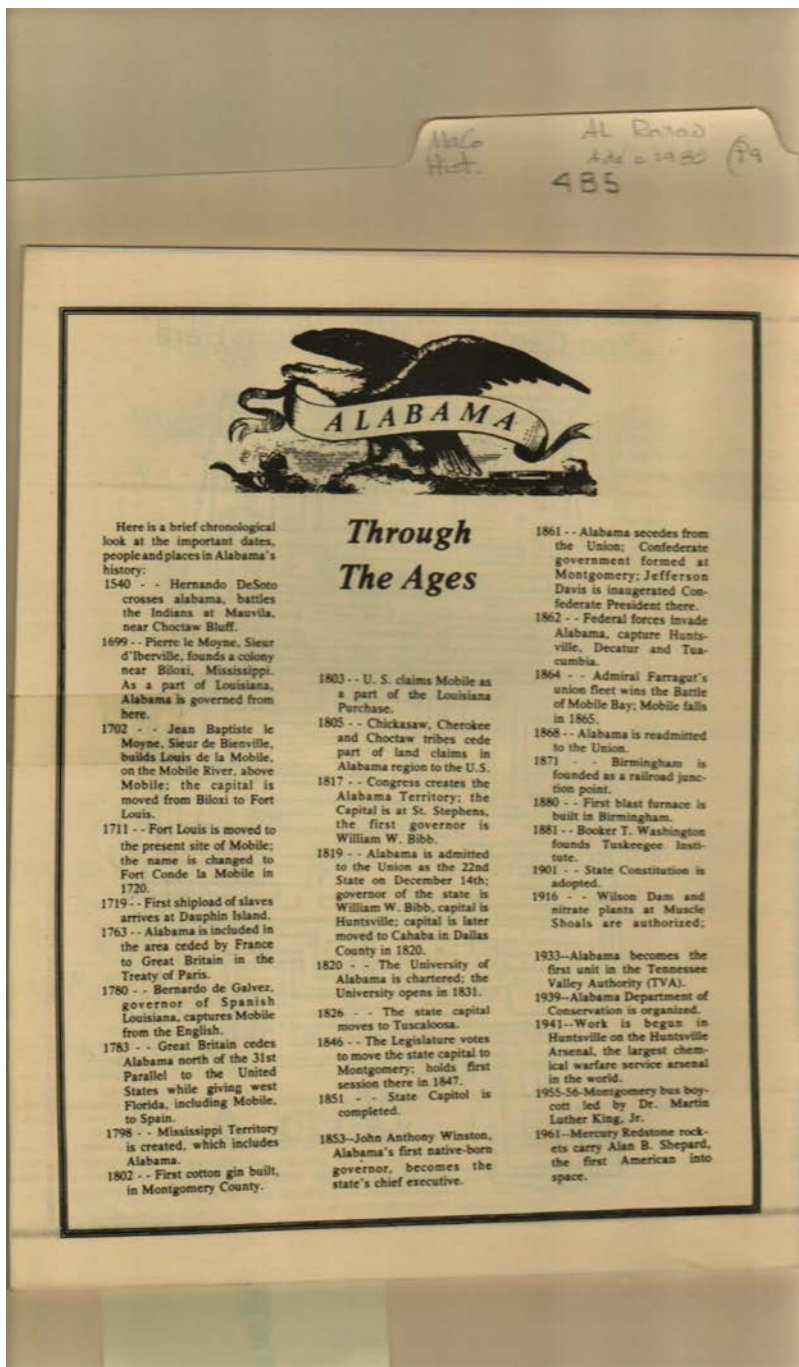 MaCo
Hist.
AL Rozaw
485
ALABAMA
Through
The Ages
Here is a brief chronological
look at the important dates,
people and places in Alabama's
history:
1540 - - Hernando DeSoto
crosses alabama, battles
the Indians at Mauvila,
near Choctaw Bluff.
1699 - - Pierre le Moyne, Sieur
d'Iberville, founds a colony
near Biloxi, Mississippi.
As a part of Louisiana,
Alabama is governed from
here.
1702 - - Jean Baptiste le
Moyne, Sieur de Bienville,
builds Louis de la Mobile,
on the Mobile River, above
Mobile; the capital is
moved from Biloxi to Fort
Louis.
1711 - - Fort Louis is moved to
the present site of Mobile;
the name is changed to
Fort Conde la Mobile in
1720.
1719 - - First shipload of slaves
arrives at Dauphin Island.
1763 - - Alabama is included in
the area ceded by France
to Great Britain in the
Treaty of Paris.
1780 - - Bernardo de Galvez,
governor of Spanish
Louisiana, captures Mobile
from the English.
1783 - - Great Britain cedes
Alabama north of the 31st
Parallel to the United
States while giving west
Florida, including Mobile,
to Spain.
1798 - - Mississippi Territory
is created, which includes
Alabama.
1802 - - First cotton gin built,
in Montgomery County.
1803 - - U. S. claims Mobile as
a part of the Louisiana
Purchase.
1805 - - Chickasaw, Cherokee
and Choctaw tribes cede
part of land claims in
Alabama region to the U.S.
1817 - - Congress creates the
Alabama Territory; the
Capital is at St. Stephens,
the first governor is
William W. Bibb.
1819 - - Alabama is admitted
to the Union as the 22nd
State on December 14th;
governor of the state is
William W. Bibb, capital is
Huntsville; capital is later
moved to Cahaba in Dallas
County in 1820.
1820 - - The University of
Alabama is chartered; the
University opens in 1831.
1826 - - The state capital
moves to Tuscaloosa.
1846 - - The Legislature votes
to move the state capital to
Montgomery; holds first
session there in 1847.
1851 - - State Capitol is
completed.
1853--John Anthony Winston,
Alabama's first native-born
governor, becomes the
state's chief executive.
1861 - - Alabama secedes from
the Union; Confederate
government formed at
Montgomery; Jefferson
Davis is inaugerated Con-
federate President there.
1862 - - Federal forces invade
Alabama, capture Hunts-
ville, Decatur and Tus-
cumbia.
1864 - - Admiral Farragut's
union fleet wins the Battle
of Mobile Bay; Mobile falls
in 1865.
1868 - - Alabama is readmitted
to the Union.
1871 - - Birmingham is
founded as a railroad junc-
tion point.
1880 - - First blast furnace is
built in Birmingham.
1881 - - Booker T. Washington
founds Tuskeegee Insti-
tute.
1901 - - State Constitution is
adopted.
1916 - - Wilson Dam and
nitrate plants at Muscle
Shoals are authorized;
1933--Alabama becomes the
first unit in the Tennessee
Valley Authority (TVA).
1939--Alabama Department of
Conservation is organized.
1941--Work is begun in
Huntsville on the Huntsville
Arsenal, the largest chem-
ical warfare service arsenal
in the world.
1955-56-Montgomery bus boy-
cott led by Dr. Martin
Luther King, Jr.
1961--Mercury Redstone rock-
ets carry Alan B. Shepard,
the first American into
space.